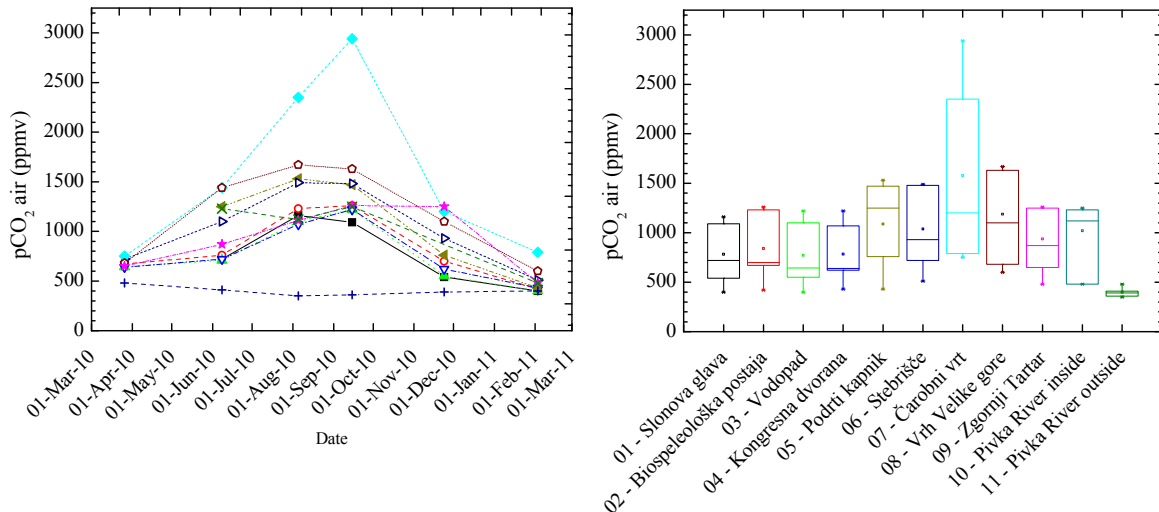 3000
2500
2000
1500
1000
500
0
pCO2 air (ppmv)
01-Mar-10
01-Apr-10
01-May-10
01-Jun-10
01-Jul-10
01-Aug-10
01-Sep-10
01-Oct-10
01-Nov-10
01-Dec-10
01-Jan-11
01-Feb-11
01-Mar-11
Date
3000
2500
2000
1500
1000
500
0
pCO2 air (ppmv)
01 - Slonova glava
02 - Biospeleološka postaja
03 - Vodopad
04 - Kongresna dvorana
05 - Podrti kapnik
06 - Stebrišče
07 - Čarobni vrt
08 - Vrh Velike gore
09 - Zgornji Tartar
10 - Pivka River inside
11 - Pivka River outside